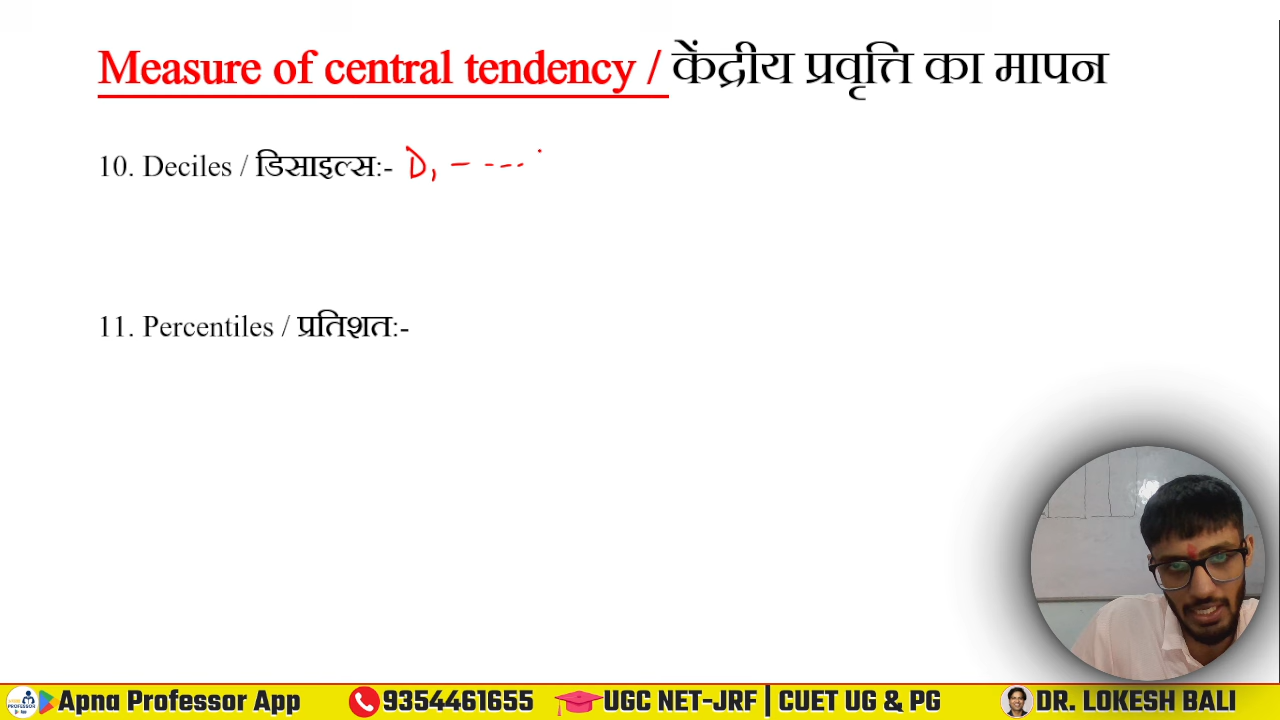 Measure of central tendency / केंद्रीय प्रवृत्ति का मापन
10. Deciles / डिसाइल्स:- D₁ - ---
11. Percentiles / प्रतिशत:-
Apna Professor App 9354461655 UGC NET-JRF | CUET UG & PG DR. LOKESH BALI